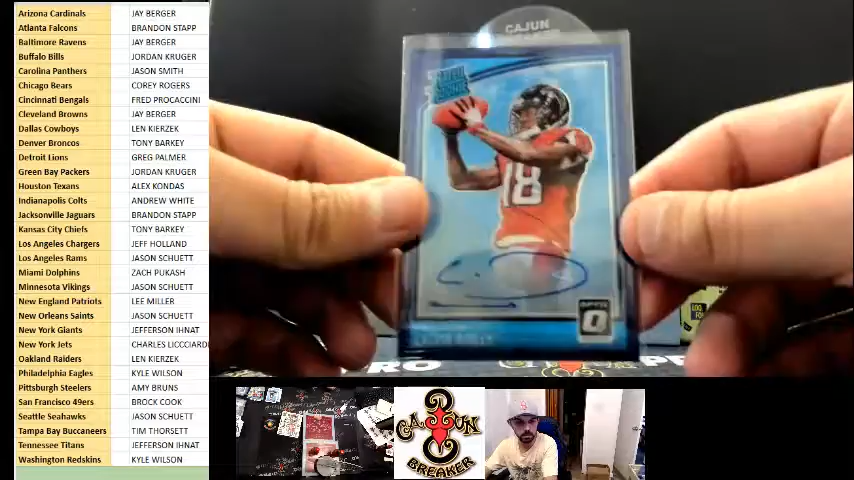 Arizona Cardinals JAY BERGER
Atlanta Falcons BRANDON STAPP
Baltimore Ravens JAY BERGER
Buffalo Bills JORDAN KRUGER
Carolina Panthers JASON SMITH
Chicago Bears COREY ROGERS
Cincinnati Bengals FRED PROCACCINI
Cleveland Browns JAY BERGER
Dallas Cowboys LEN KIERZEK
Denver Broncos TONY BARKEY
Detroit Lions GREG PALMER
Green Bay Packers JORDAN KRUGER
Houston Texans ALEX KONDAS
Indianapolis Colts ANDREW WHITE
Jacksonville Jaguars BRANDON STAPP
Kansas City Chiefs TONY BARKEY
Los Angeles Chargers JEFF HOLLAND
Los Angeles Rams JASON SCHUETT
Miami Dolphins ZACH PUKASH
Minnesota Vikings JASON SCHUETT
New England Patriots LEE MILLER
New Orleans Saints JASON SCHUETT
New York Giants JEFFERSON IHNAT
New York Jets CHARLES LICCIARDI
Oakland Raiders LEN KIERZEK
Philadelphia Eagles KYLE WILSON
Pittsburgh Steelers AMY BRUNS
San Francisco 49ers BROCK COOK
Seattle Seahawks JASON SCHUETT
Tampa Bay Buccaneers TIM THORSETT
Tennessee Titans JEFFERSON IHNAT
Washington Redskins KYLE WILSON
CAJUN
18
OPTIC
CAJUN
BREAKER